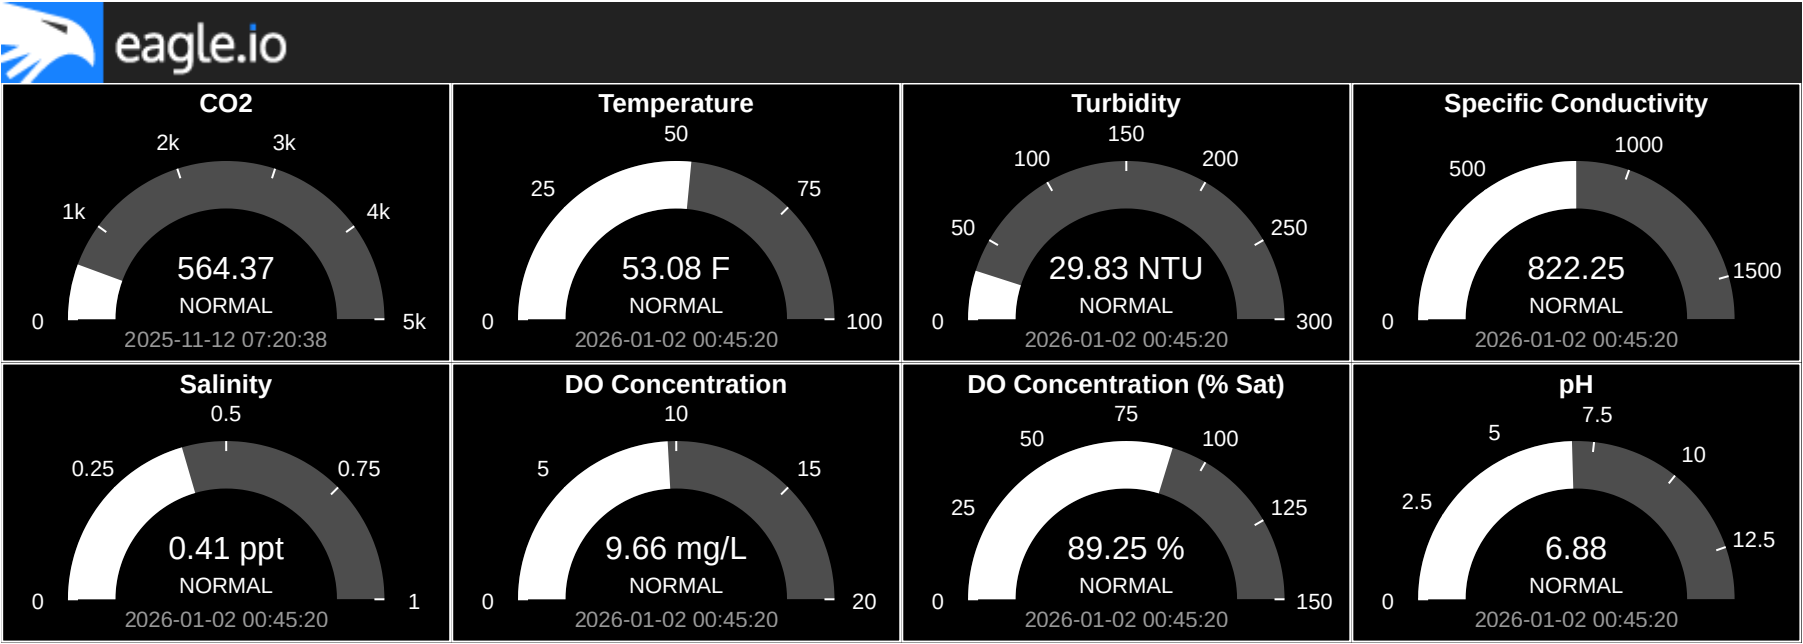 eagle.io
CO2
2k
3k
1k
4k
564.37
NORMAL
0
5k
2025-11-12 07:20:38
Temperature
50
25
75
53.08 F
NORMAL
0
100
2026-01-02 00:45:20
Turbidity
150
100
200
50
250
29.83 NTU
NORMAL
0
300
2026-01-02 00:45:20
Specific Conductivity
1000
500
822.25
1500
NORMAL
0
2026-01-02 00:45:20
Salinity
0.5
0.25
0.75
0.41 ppt
NORMAL
0
1
2026-01-02 00:45:20
DO Concentration
10
5
15
9.66 mg/L
NORMAL
0
20
2026-01-02 00:45:20
DO Concentration (% Sat)
75
50
100
25
125
89.25 %
NORMAL
0
150
2026-01-02 00:45:20
pH
7.5
5
10
2.5
12.5
6.88
NORMAL
0
2026-01-02 00:45:20